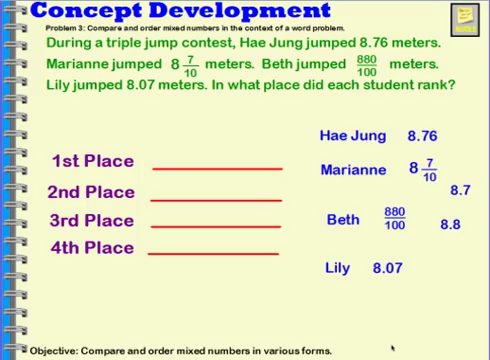 Concept Development
NOTES
Problem 3: Compare and order mixed numbers in the context of a word problem.
During a triple jump contest, Hae Jung jumped 8.76 meters.
Marianne jumped 8 7/10 meters. Beth jumped 880/100 meters.
Lily jumped 8.07 meters. In what place did each student rank?
Hae Jung 8.76
1st Place
Marianne 8 7/10
2nd Place
8.7
3rd Place
Beth 880/100 8.8
4th Place
Lily 8.07
Objective: Compare and order mixed numbers in various forms.